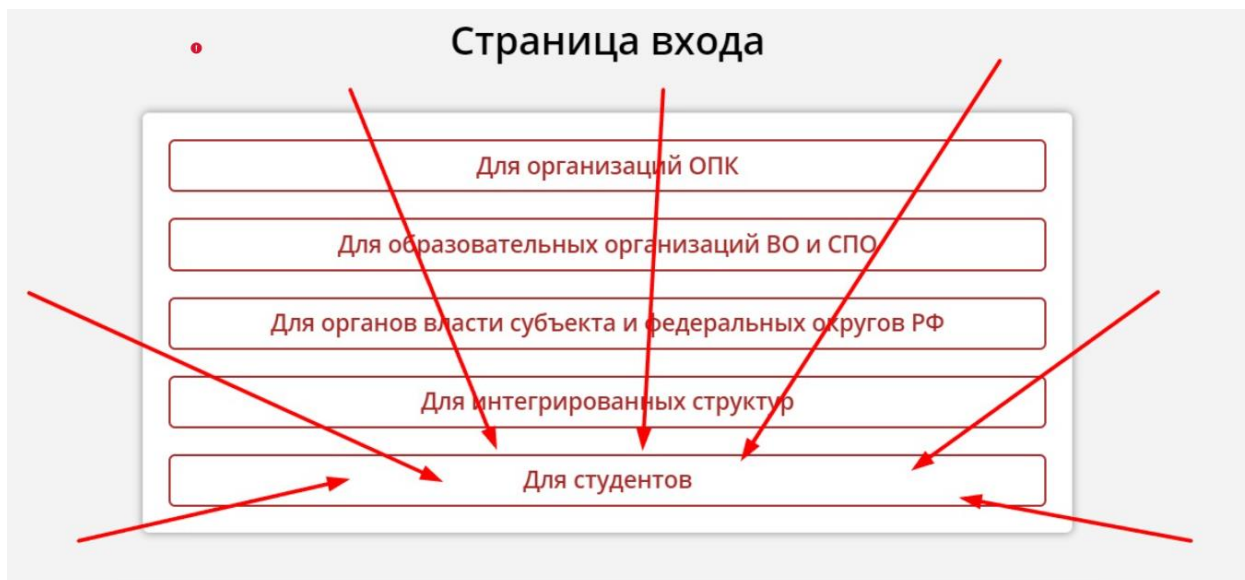 Страница входа
Для организаций ОПК
Для образовательных организаций ВО и СПО
Для органов власти субъекта и федеральных округов РФ
Для интегрированных структур
Для студентов